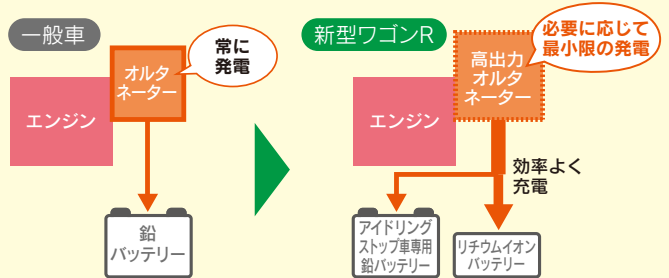 一般車
常に
発電
オルタ
ネーター
エンジン
鉛
バッテリー
新型ワゴンR
必要に応じて
最小限の発電
高出力
オルタ
ネーター
エンジン
効率よく
充電
アイドリング
ストップ車専用
鉛バッテリー
リチウムイオン
バッテリー